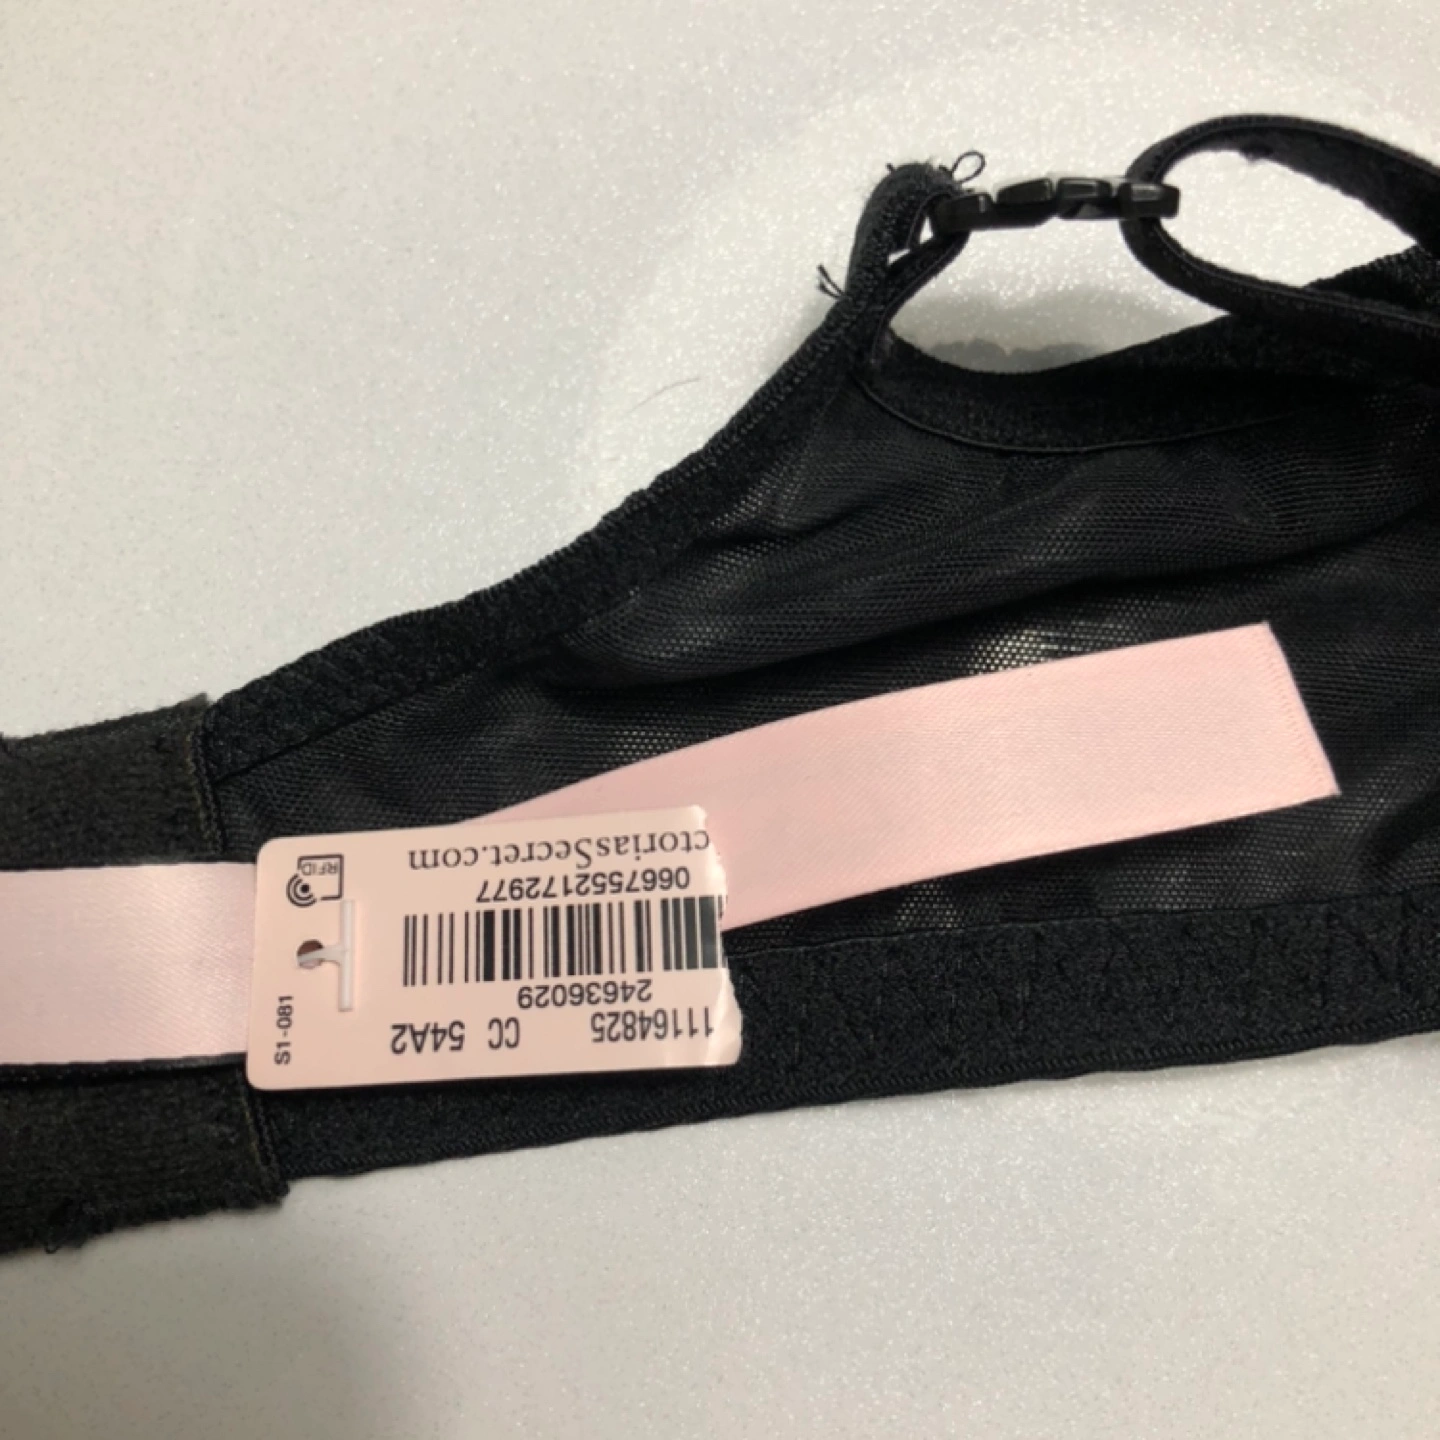 11164825 CC 54A2
24636029
0667552172977
ctoriasSecret.com
RFID
S1-081